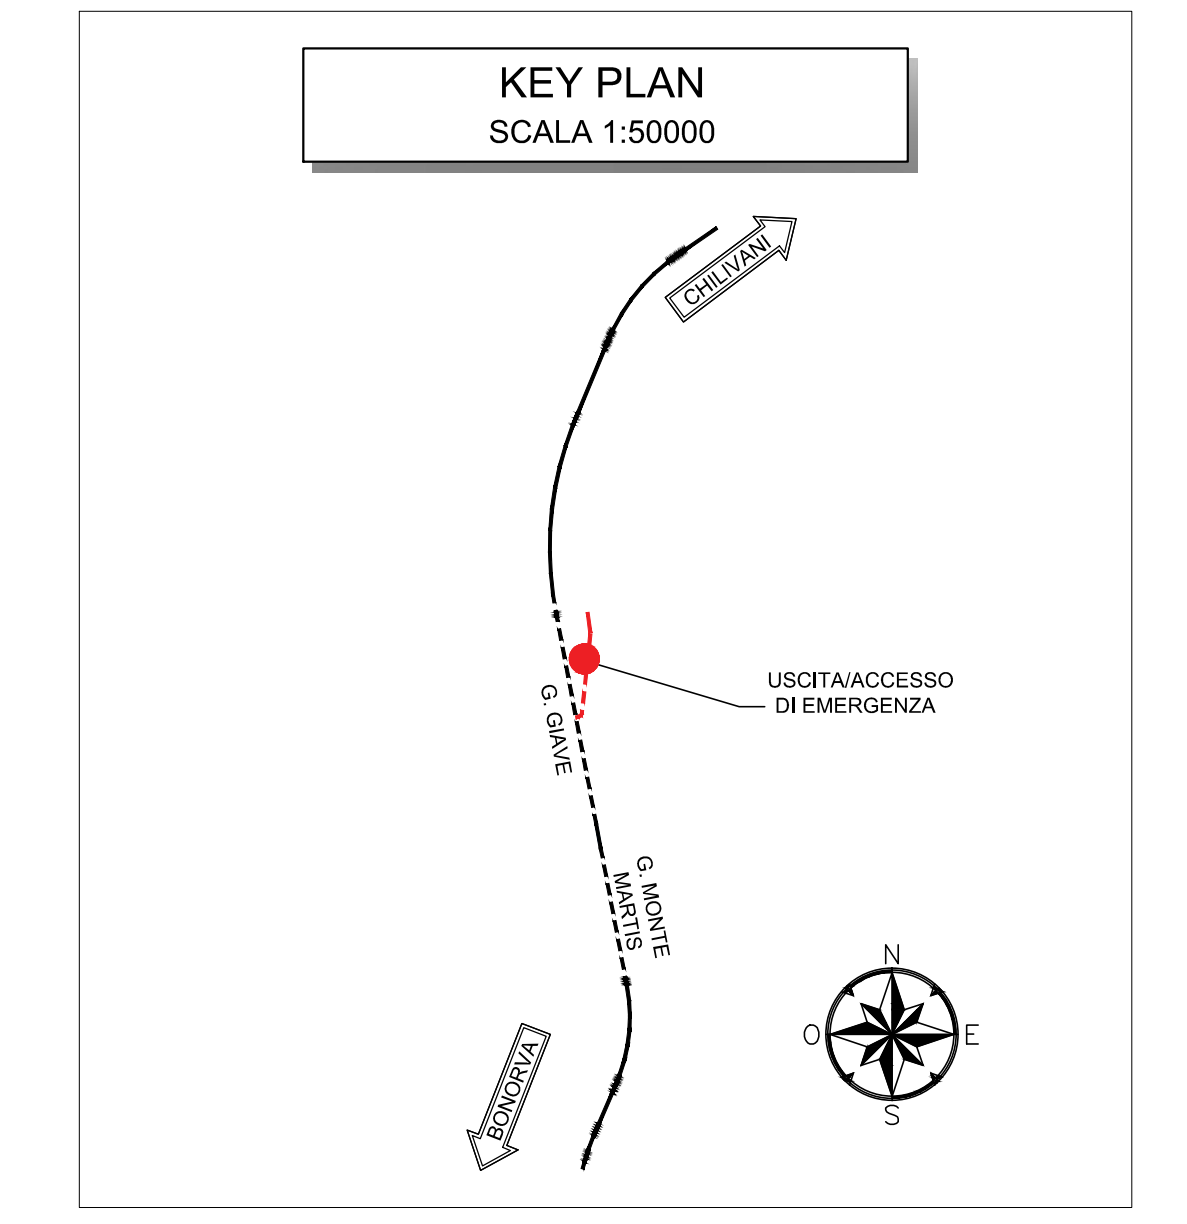 KEY PLAN
SCALA 1:50000
CHILIVANI
USCITA/ACCESSO
DI EMERGENZA
G. GIAVE
G. MONTE
MARTIS
BONORVA
N
O
E
S